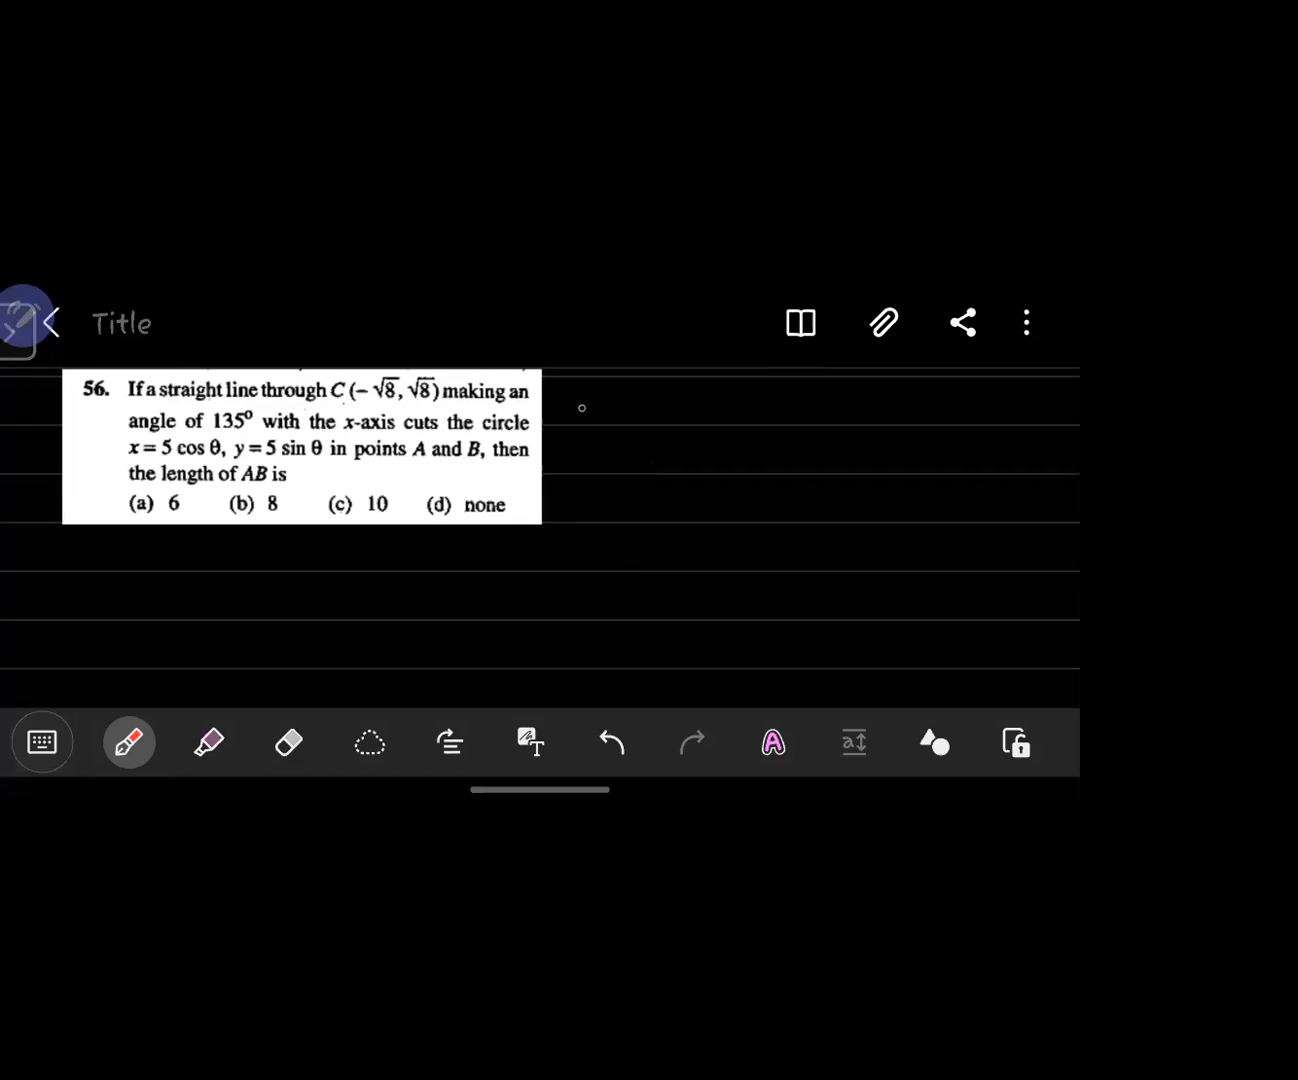 Title
56. If a straight line through C (– √8, √8) making an
angle of 135⁰ with the x-axis cuts the circle
x = 5 cos θ, y = 5 sin θ in points A and B, then
the length of AB is
(a) 6 (b) 8 (c) 10 (d) none